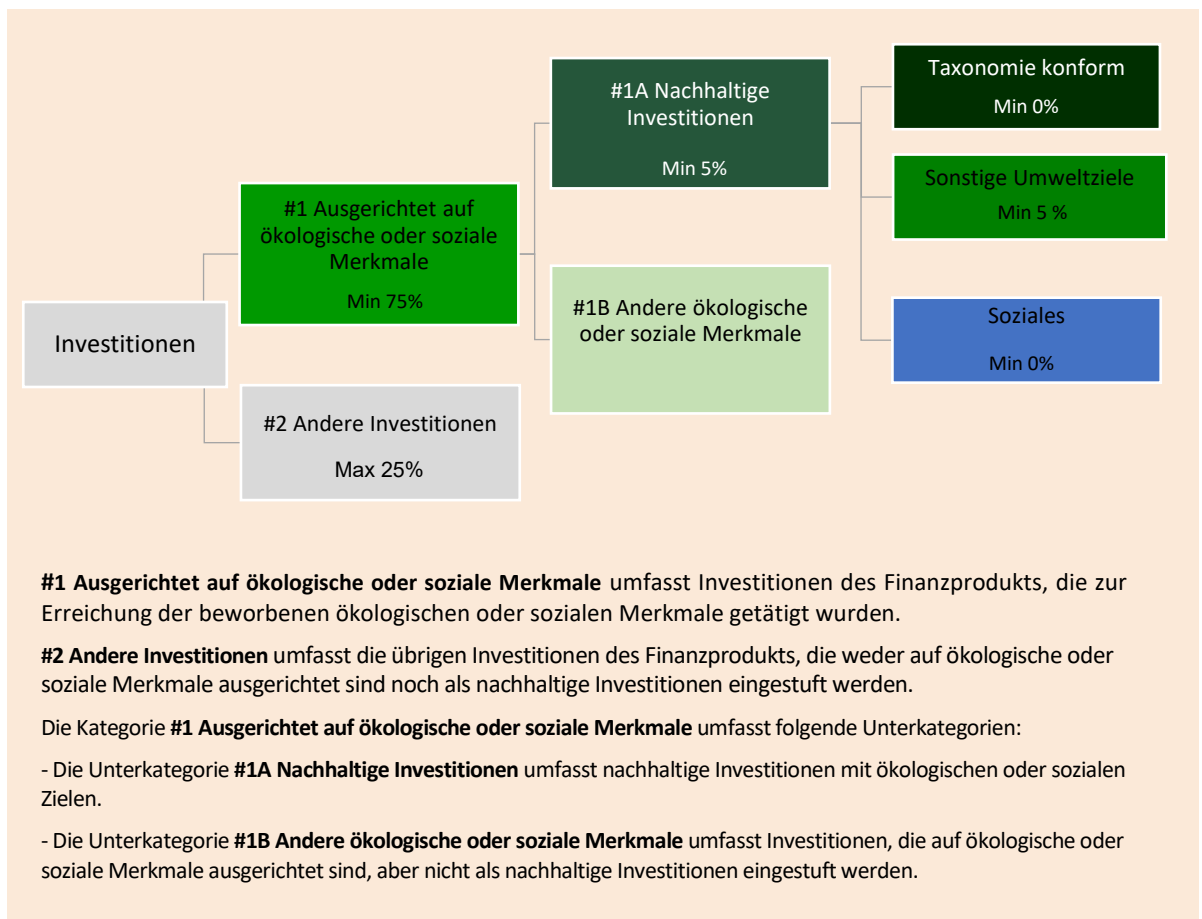 Investitionen
#1 Ausgerichtet auf
ökologische oder soziale
Merkmale
Min 75%
#2 Andere Investitionen
Max 25%
#1A Nachhaltige
Investitionen
Min 5%
#1B Andere ökologische
oder soziale Merkmale
Taxonomie konform
Min 0%
Sonstige Umweltziele
Min 5 %
Soziales
Min 0%
#1 Ausgerichtet auf ökologische oder soziale Merkmale umfasst Investitionen des Finanzprodukts, die zur
Erreichung der beworbenen ökologischen oder sozialen Merkmale getätigt wurden.
#2 Andere Investitionen umfasst die übrigen Investitionen des Finanzprodukts, die weder auf ökologische oder
soziale Merkmale ausgerichtet sind noch als nachhaltige Investitionen eingestuft werden.
Die Kategorie #1 Ausgerichtet auf ökologische oder soziale Merkmale umfasst folgende Unterkategorien:
- Die Unterkategorie #1A Nachhaltige Investitionen umfasst nachhaltige Investitionen mit ökologischen oder sozialen
Zielen.
- Die Unterkategorie #1B Andere ökologische oder soziale Merkmale umfasst Investitionen, die auf ökologische oder
soziale Merkmale ausgerichtet sind, aber nicht als nachhaltige Investitionen eingestuft werden.